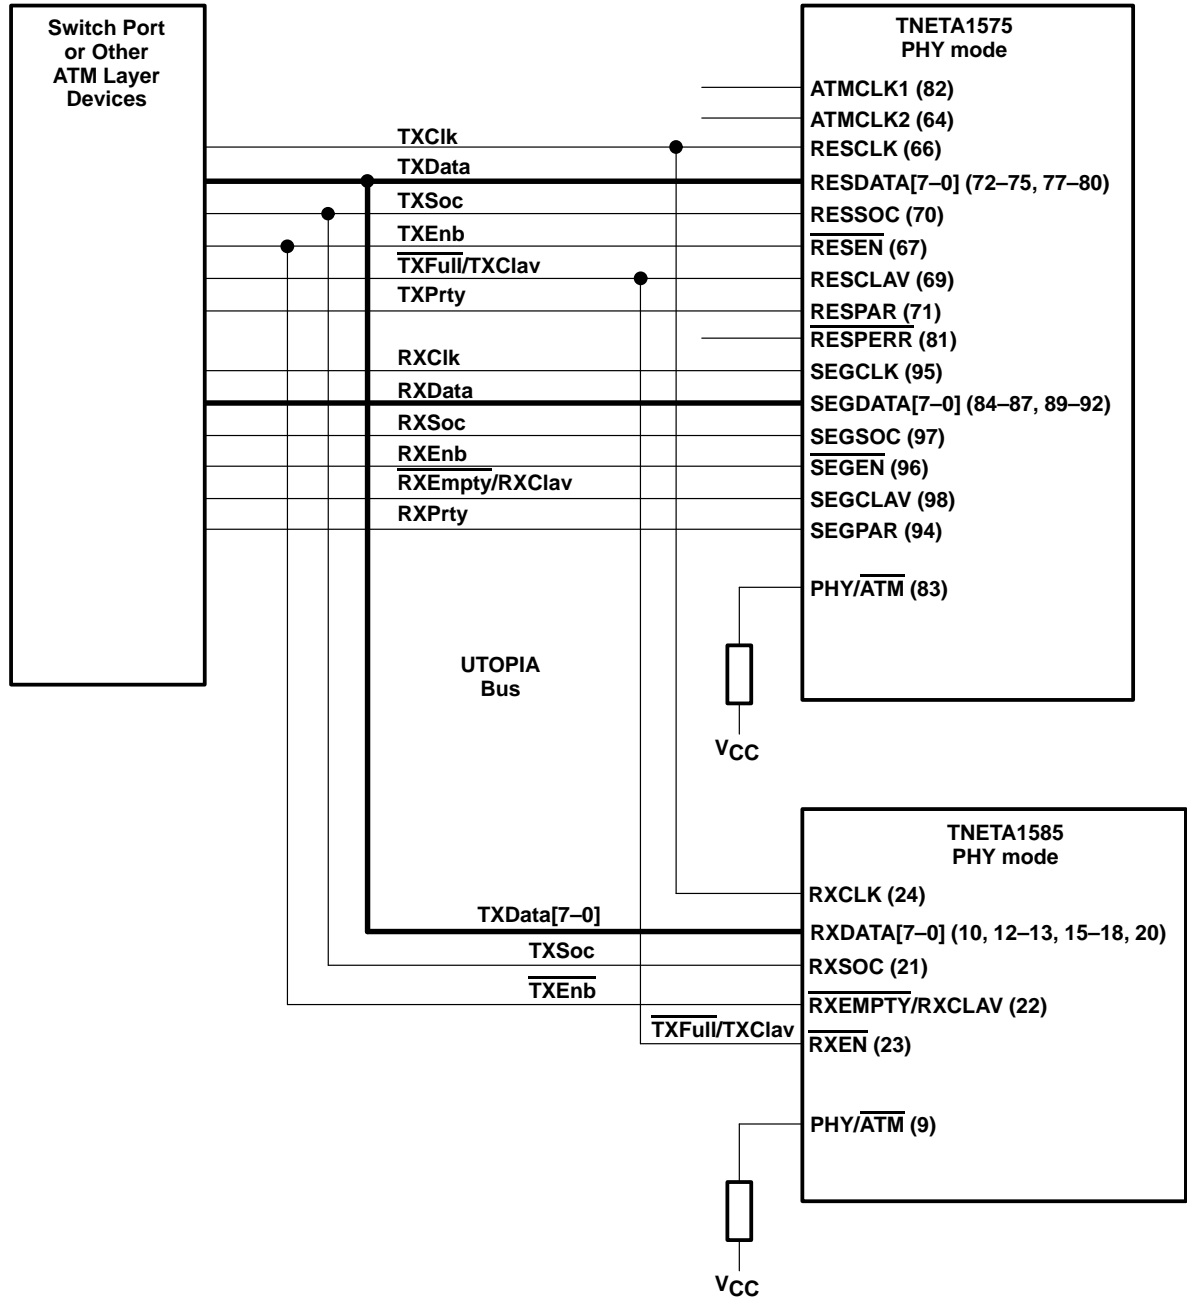 Switch Port
or Other
ATM Layer
Devices
TNETA1575
PHY mode
ATMCLK1 (82)
ATMCLK2 (64)
TXClk
RESCLK (66)
TXData
RESDATA[7–0] (72–75, 77–80)
TXSoc
RESSOC (70)
TXEnb
RESEN (67)
TXFull/TXClav
RESCLAV (69)
TXPrty
RESPAR (71)
RESPERR (81)
RXClk
SEGCLK (95)
RXData
SEGDATA[7–0] (84–87, 89–92)
RXSoc
SEGSOC (97)
RXEnb
SEGEN (96)
RXEmpty/RXClav
SEGCLAV (98)
RXPrty
SEGPAR (94)
PHY/ATM (83)
UTOPIA
Bus
VCC
TNETA1585
PHY mode
RXCLK (24)
TXData[7–0]
RXDATA[7–0] (10, 12–13, 15–18, 20)
TXSoc
RXSOC (21)
TXEnb
RXEMPTY/RXCLAV (22)
TXFull/TXClav
RXEN (23)
PHY/ATM (9)
VCC